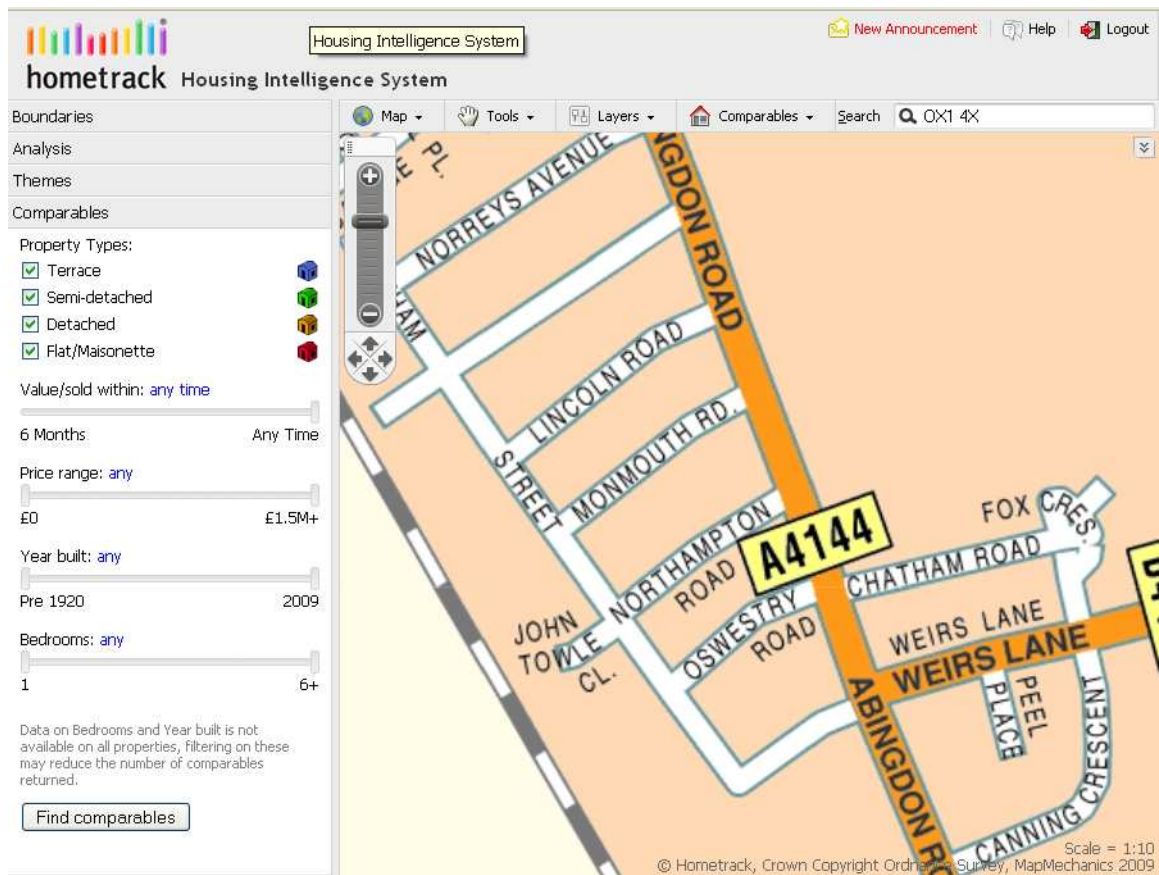 Housing Intelligence System
New Announcement
Help
Logout
hometrack Housing Intelligence System
Boundaries
Map
Tools
Layers
Comparables
Search
OX1 4X
Analysis
Themes
Comparables
Property Types:
Terrace
Semi-detached
Detached
Flat/Maisonette
Value/sold within: any time
6 Months
Any Time
Price range: any
£0
£1.5M+
Year built: any
Pre 1920
2009
Bedrooms: any
1
6+
Data on Bedrooms and Year built is not
available on all properties, filtering on these
may reduce the number of comparables
returned.
Find comparables
PL.
NORREYS AVENUE
NGDON ROAD
HAM
STREET
LINCOLN ROAD
MONMOUTH RD.
NORTHAMPTON
ROAD
A4144
FOX CRES.
CHATHAM ROAD
JOHN
TOWLE
CL.
OSWESTRY
ROAD
WEIRS LANE
WEIRS LANE
PEEL
PLACE
ABINGDON R
CANNING CRESCENT
Scale = 1:10
© Hometrack, Crown Copyright Ordnance Survey, MapMechanics 2009